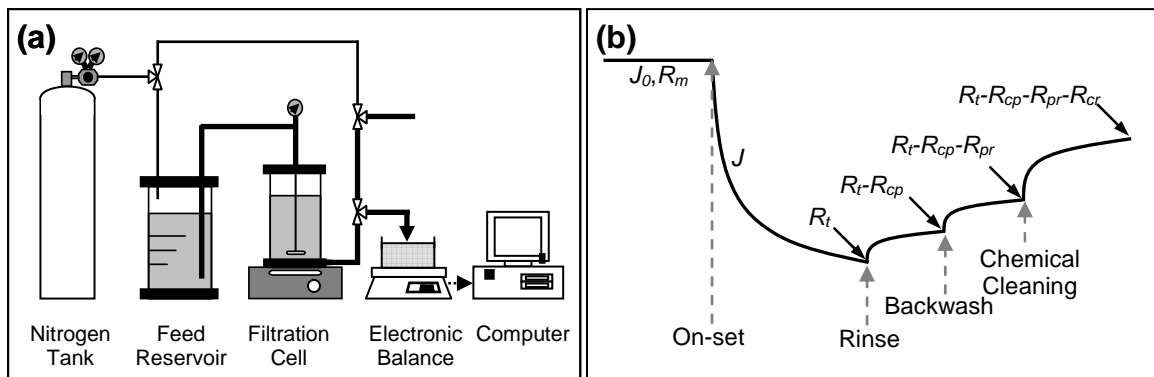 (a)
Nitrogen
Tank
Feed
Reservoir
Filtration
Cell
Electronic
Balance
Computer
(b)
J0, Rm
J
Rt
Rt-Rcp
Rt-Rcp-Rpr
Rt-Rcp-Rpr-Rcr
On-set
Rinse
Backwash
Chemical
Cleaning